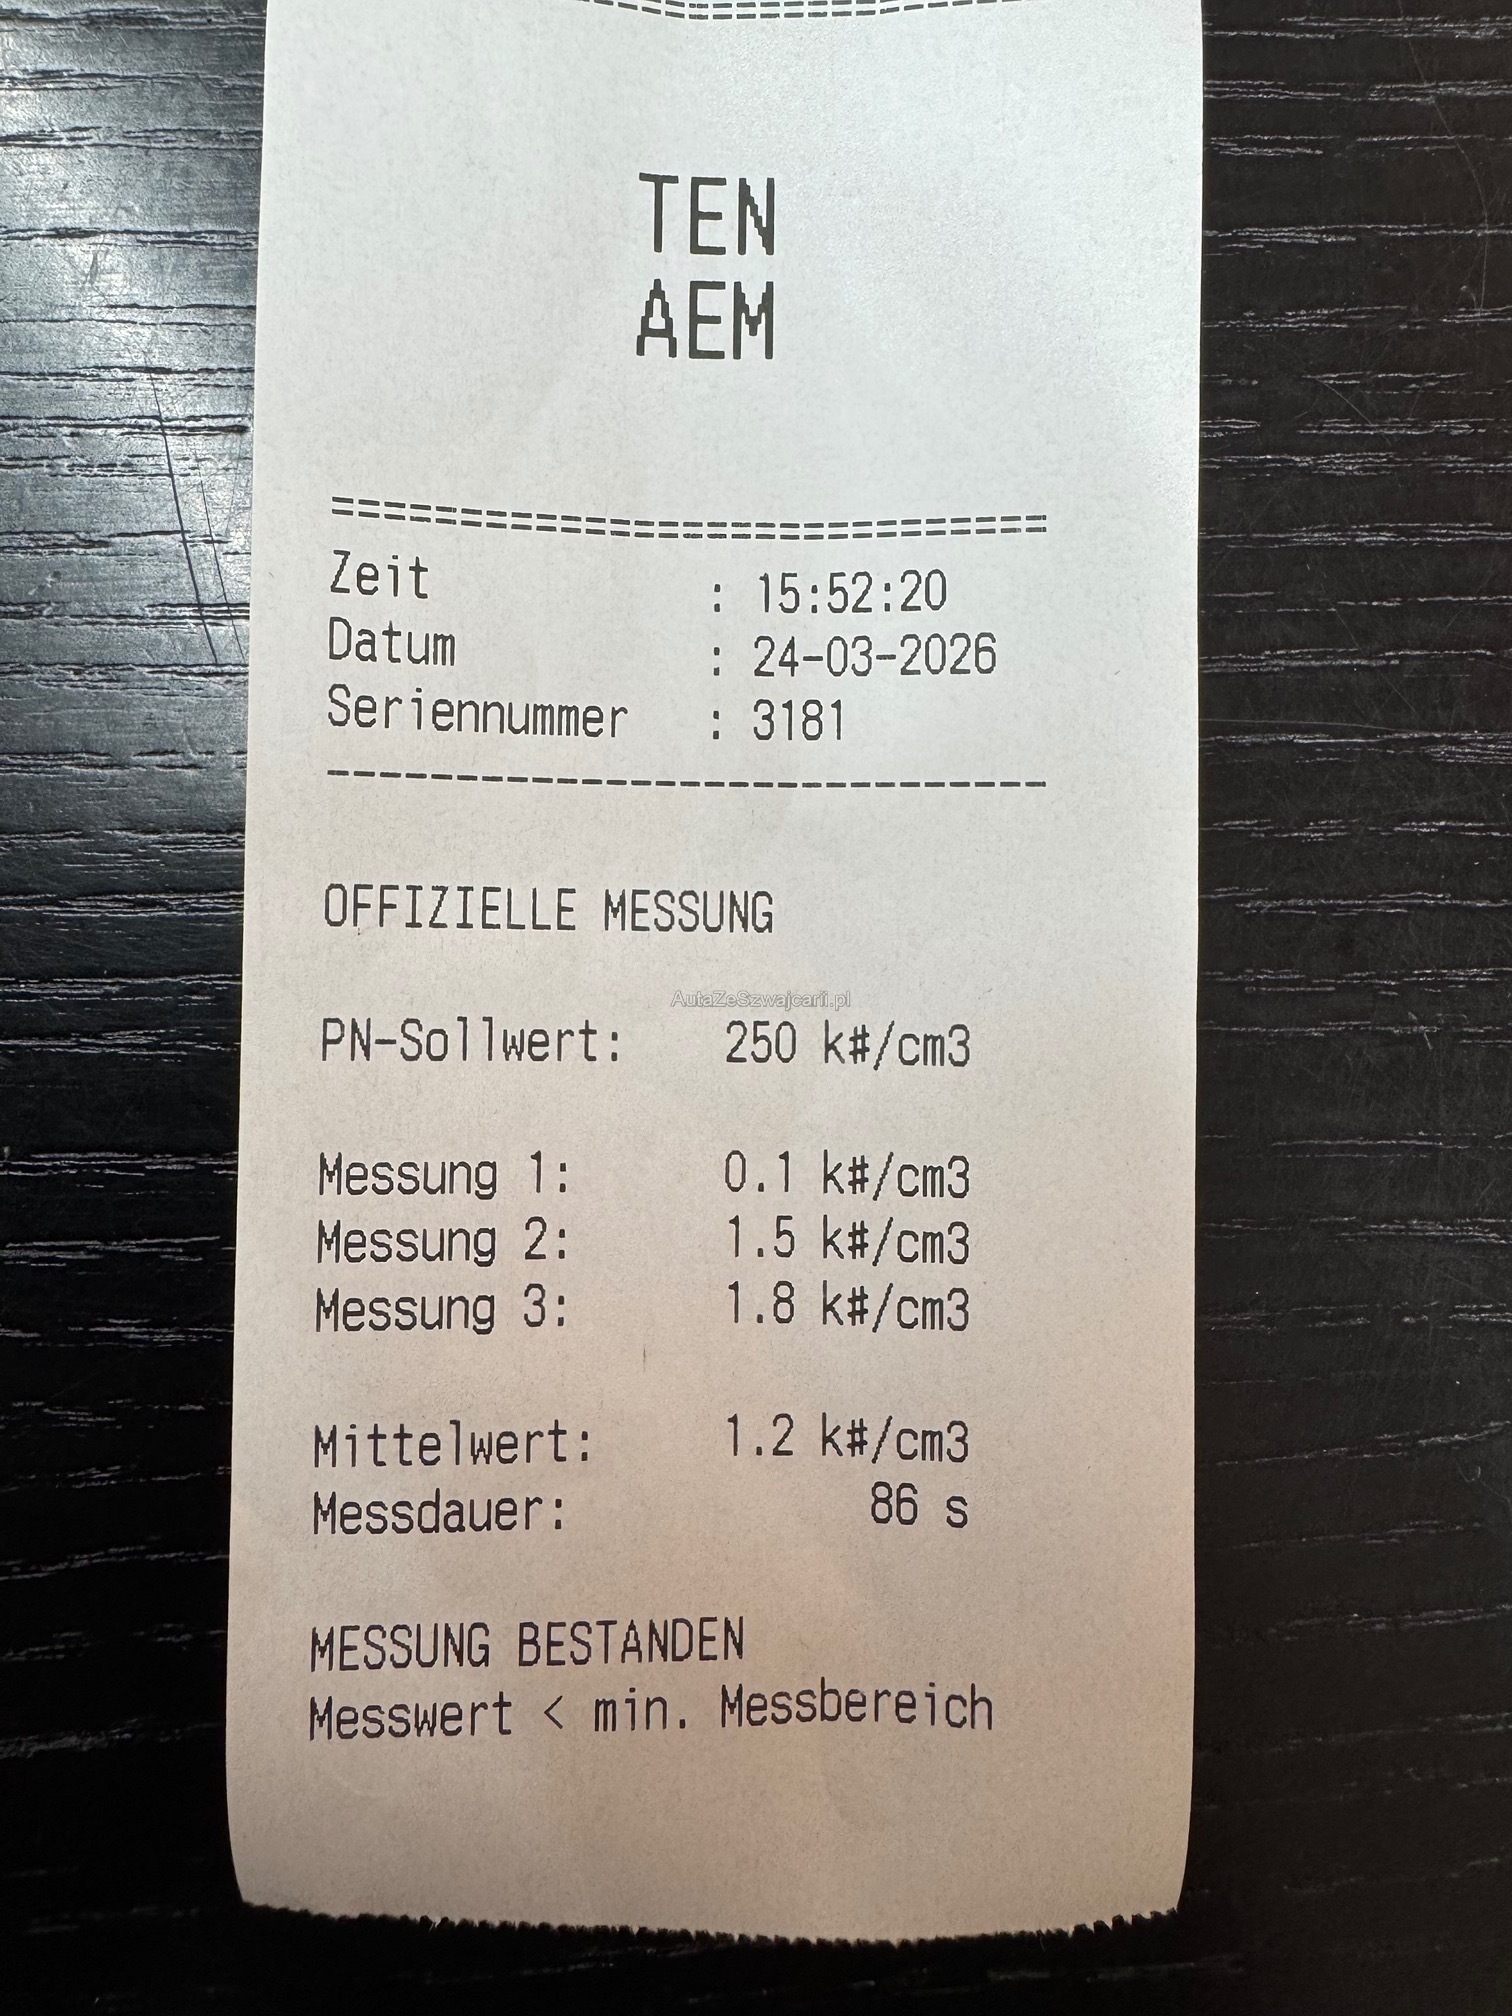 ================================
TEN
AEM
============================
Zeit : 15:52:20
Datum : 24-03-2026
Seriennummer : 3181
----------------------------
OFFIZIELLE MESSUNG
AutaZeSzwajcarii.pl
PN-Sollwert: 250 k#/cm3
Messung 1: 0.1 k#/cm3
Messung 2: 1.5 k#/cm3
Messung 3: 1.8 k#/cm3
Mittelwert: 1.2 k#/cm3
Messdauer: 86 s
MESSUNG BESTANDEN
Messwert < min. Messbereich